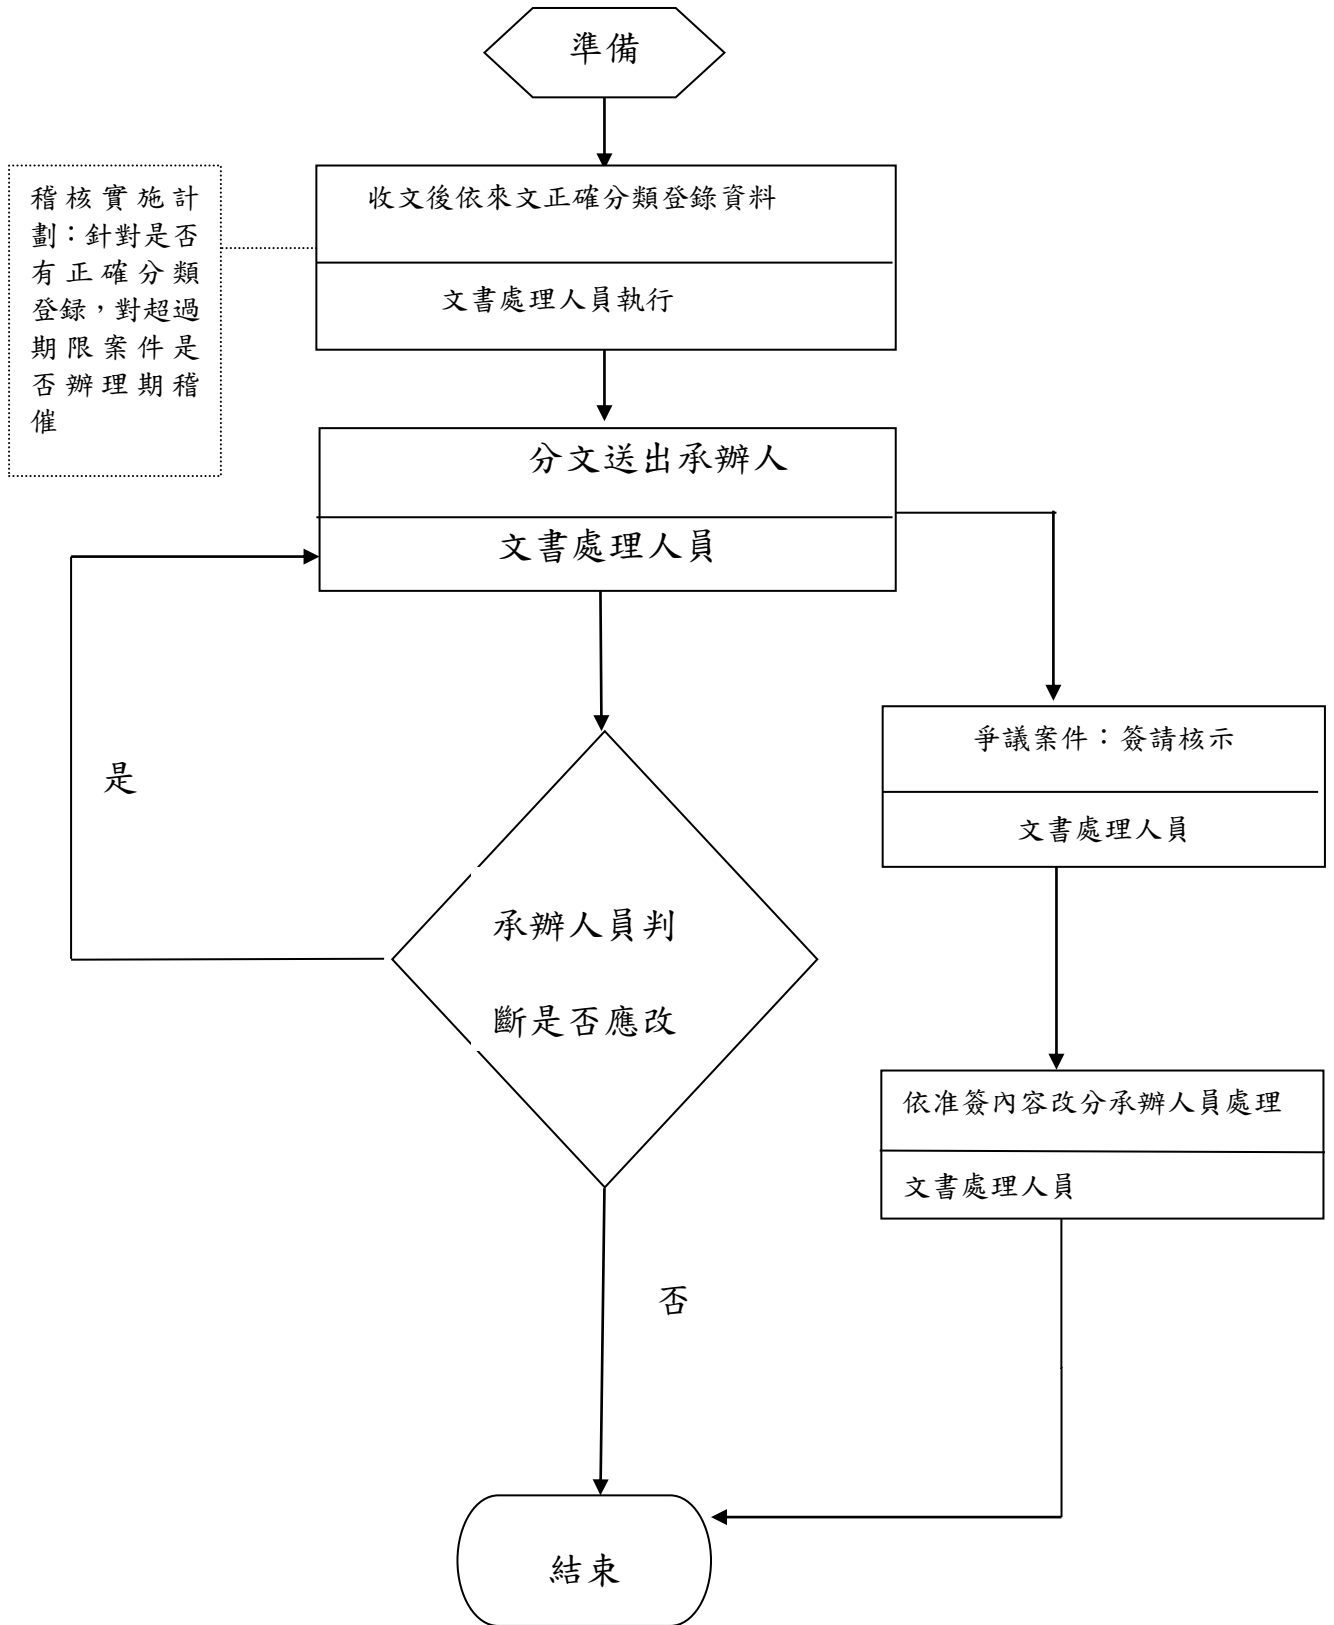 準備
收文後依來文正確分類登錄資料
文書處理人員執行
稽核實施計
劃：針對是否
有正確分類
登錄，對超過
期限案件是
否辦理期稽
催
分文送出承辦人
文書處理人員
是
爭議案件：簽請核示
文書處理人員
承辦人員判
斷是否應改
依准簽內容改分承辦人員處理
文書處理人員
否
結束